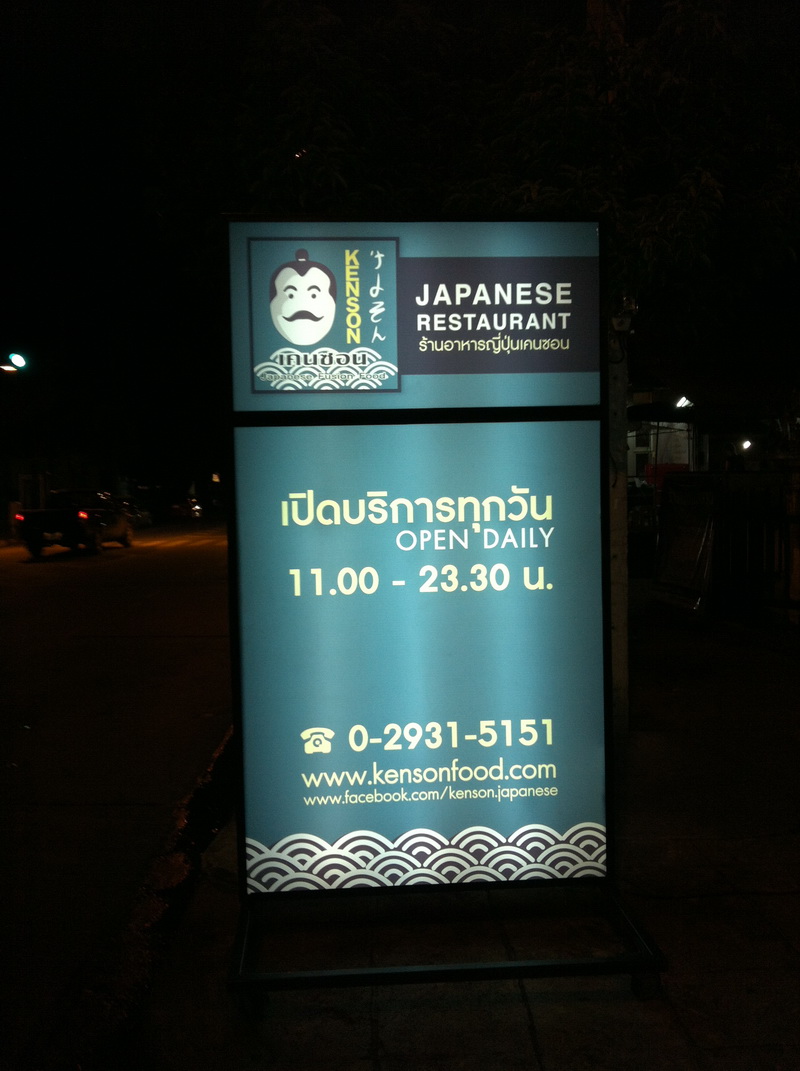 KENSON
けんそん
เคนซอน
Japanese Fusion Food
JAPANESE
RESTAURANT
ร้านอาหารญี่ปุ่นเคนซอน
เปิดบริการทุกวัน
OPEN DAILY
11.00 - 23.30 น.
0-2931-5151
www.kensonfood.com
www.facebook.com/kenson.japanese